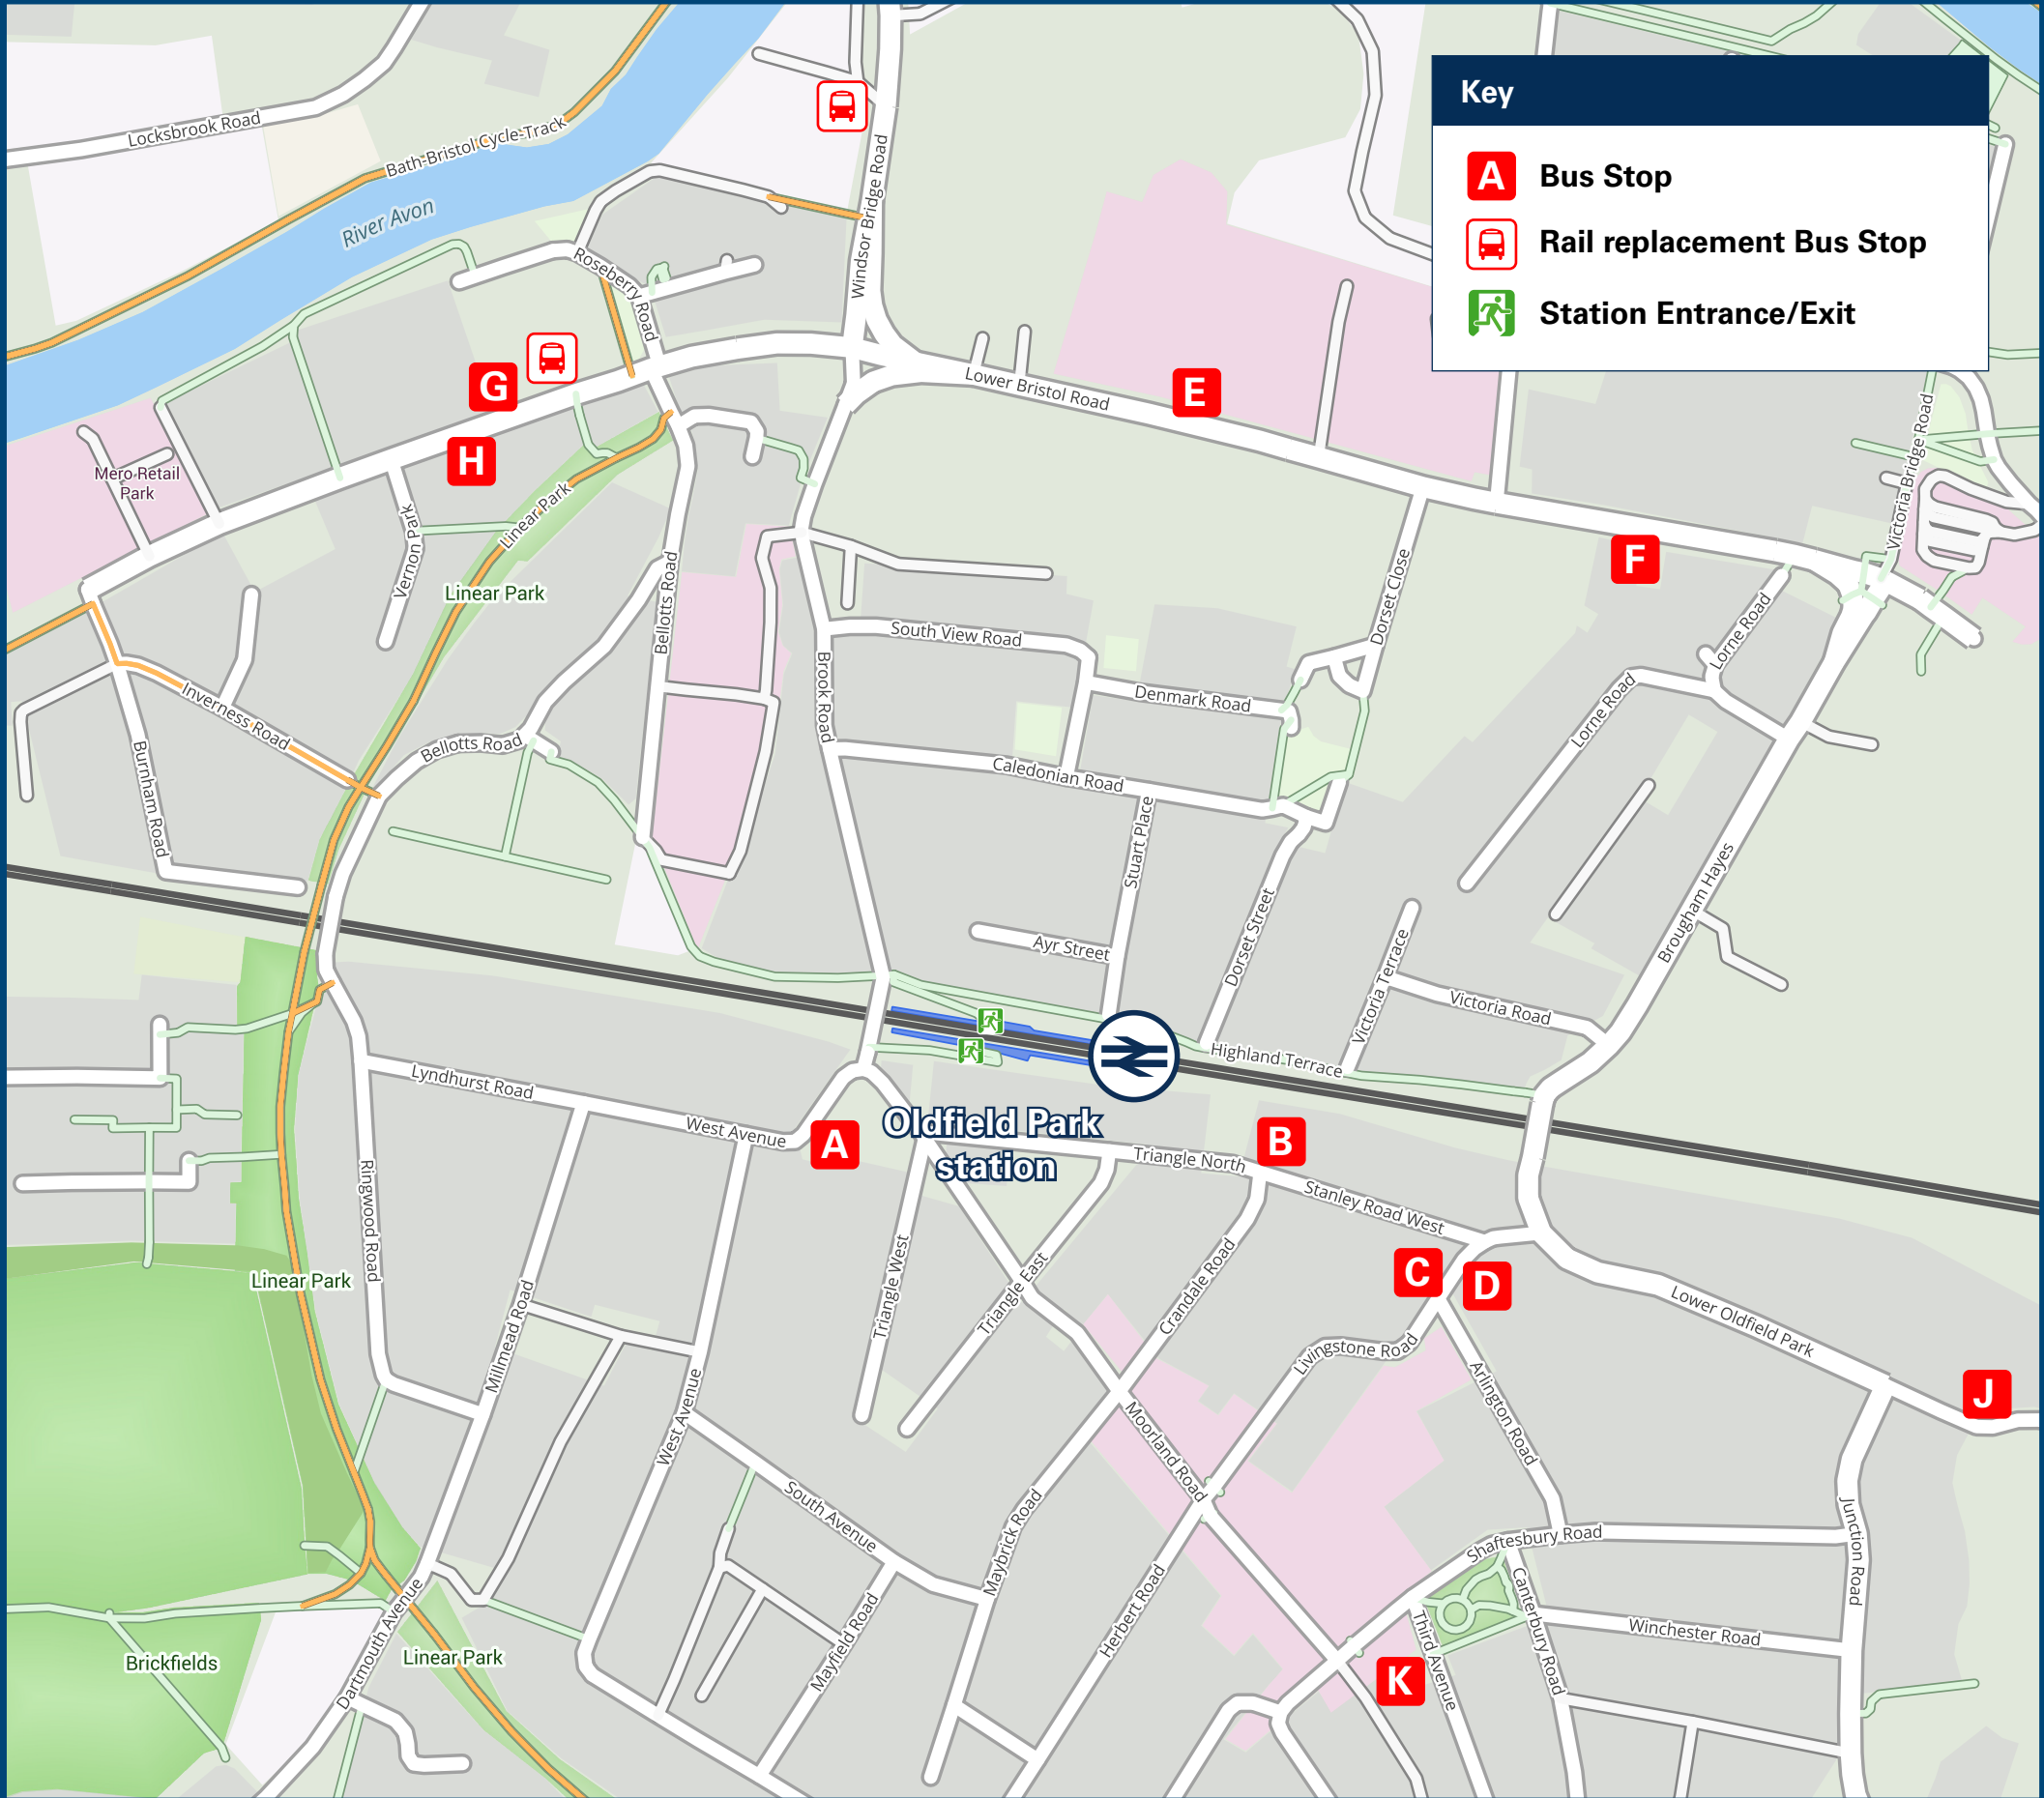 Key
A Bus Stop
Rail replacement Bus Stop
Station Entrance/Exit
Locksbrook Road
Bath-Bristol Cycle-Track
River Avon
Windsor Bridge Road
Roseberry Road
G
H
Lower Bristol Road
E
F
Victoria Bridge Road
Mero Retail
Park
Vernon Park
Linear Park
Linear Park
Bellotts Road
Inverness Road
Burnham Road
Bellotts Road
Brook Road
South View Road
Denmark Road
Dorset Close
Lorne Road
Lorne Road
Caledonian Road
Stuart Place
Ayr Street
Dorset Street
Victoria Terrace
Victoria Road
Brougham Hayes
Highland Terrace
Lyndhurst Road
West Avenue
A
Oldfield Park
station
B
Triangle North
Stanley Road West
C
D
Ringwood Road
Linear Park
Millmead Road
Triangle West
Triangle East
Crandale Road
Livingstone Road
Lower Oldfield Park
Arlington Road
J
West Avenue
Moorland Road
South Avenue
Maybrick Road
Herbert Road
Mayfield Road
Shaftesbury Road
Junction Road
Canterbury Road
Winchester Road
Third Avenue
K
Dartmouth Avenue
Linear Park
Brickfields